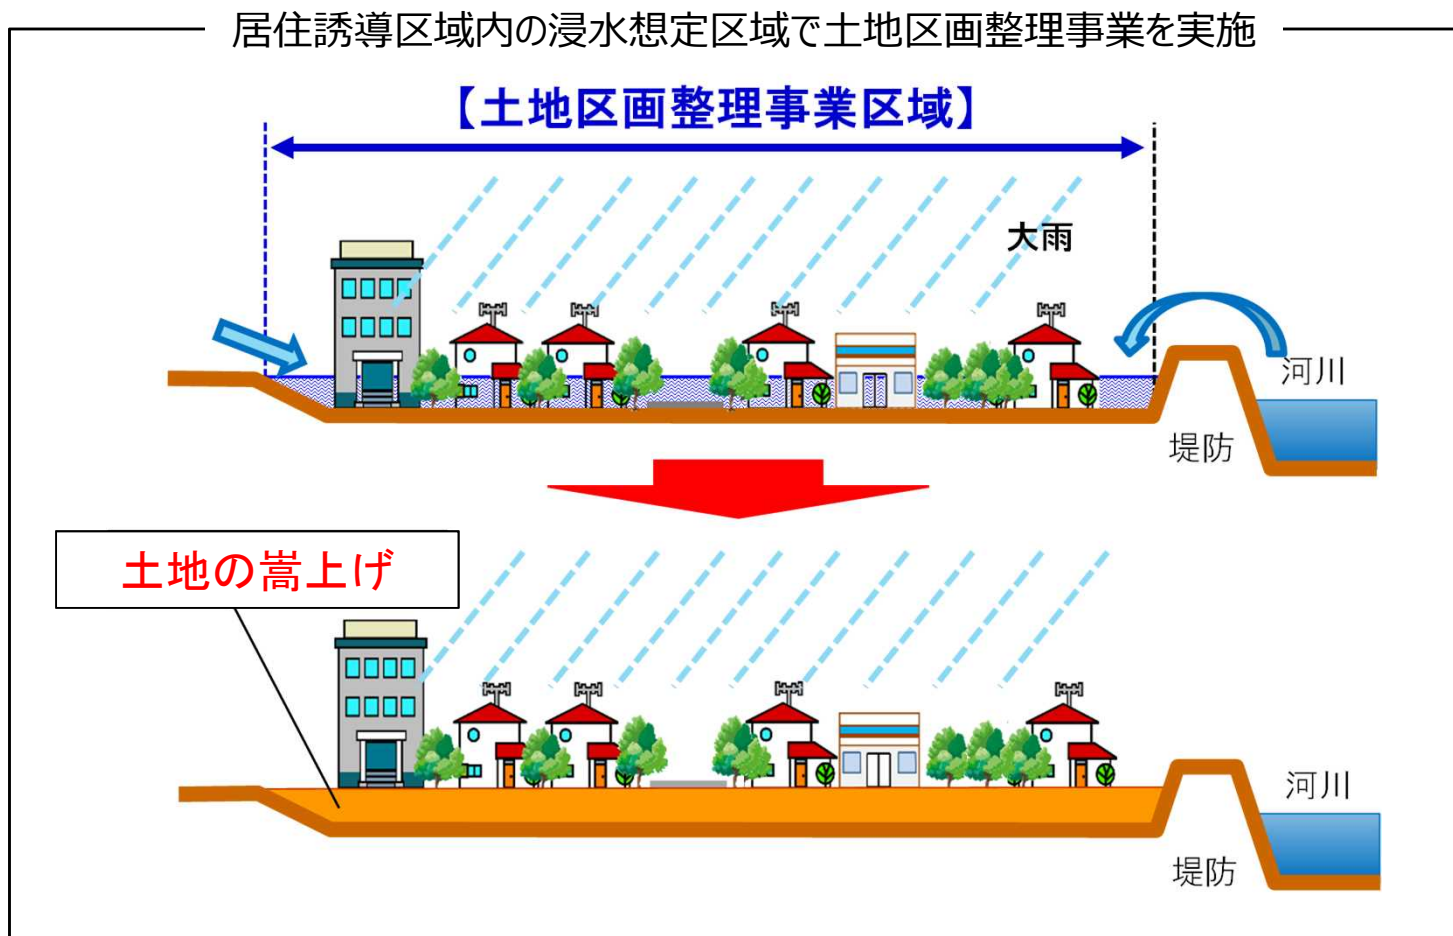 居住誘導区域内の浸水想定区域で土地区画整理事業を実施
【土地区画整理事業区域】
大雨
河川
堤防
土地の嵩上げ
河川
堤防